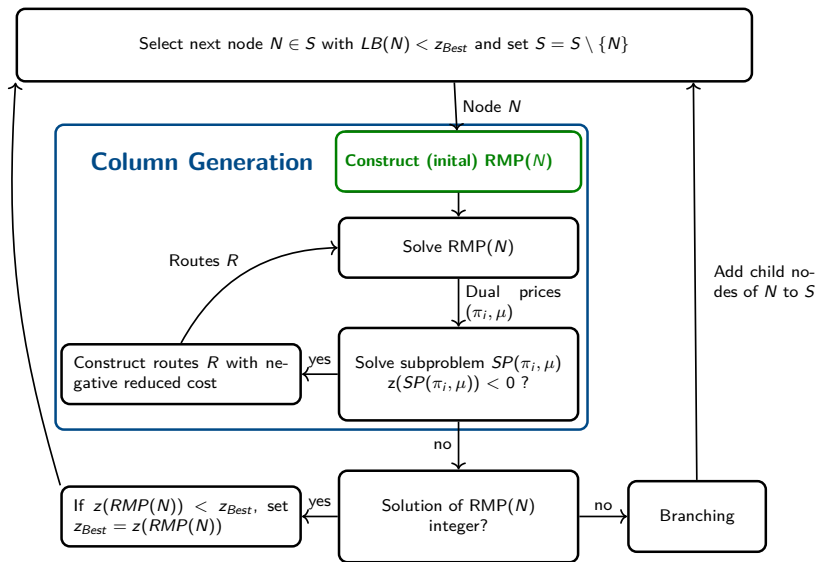 Select next node N ∈ S with LB(N) < z_Best and set S = S \ {N}
Node N
Column Generation
Construct (inital) RMP(N)
Solve RMP(N)
Routes R
Dual prices
(π_i, μ)
Add child no-
des of N to S
Construct routes R with ne-
gative reduced cost
yes
Solve subproblem SP(π_i, μ)
z(SP(π_i, μ)) < 0 ?
no
If z(RMP(N)) < z_Best, set
z_Best = z(RMP(N))
yes
Solution of RMP(N)
integer?
no
Branching